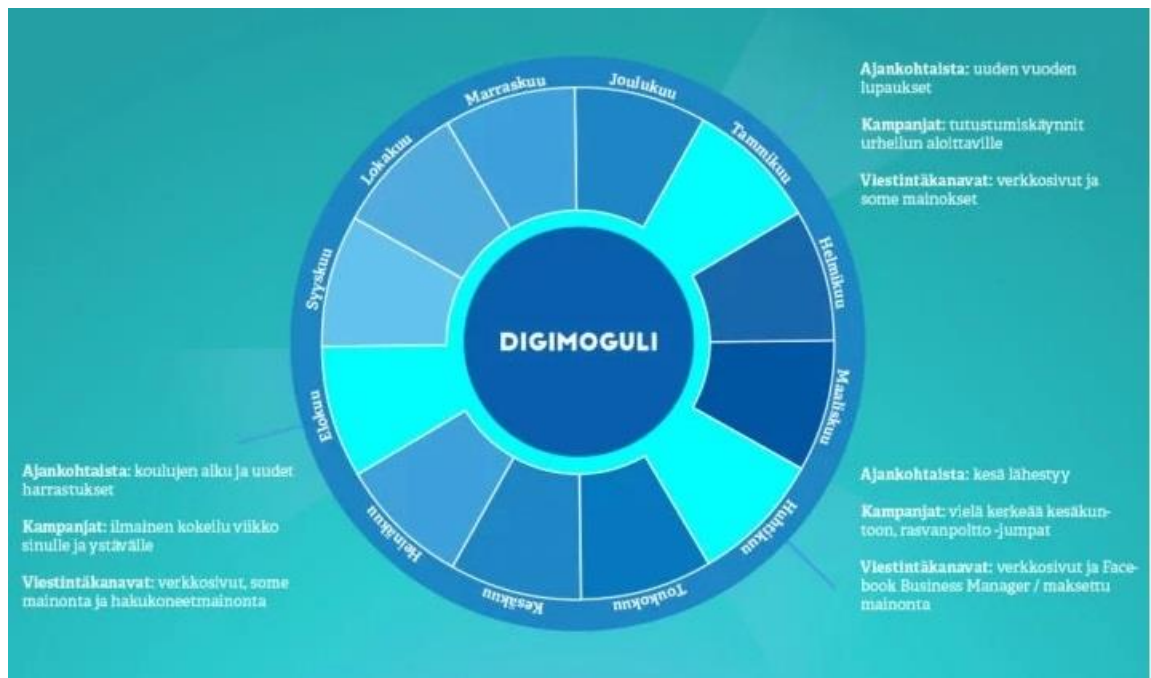 Marraskuu
Joulukuu
Tammikuu
Helmikuu
Maaliskuu
Huhtikuu
Toukokuu
Kesäkuu
Heinäkuu
Elokuu
Syyskuu
Lokakuu
DIGIMOGULI
Ajankohtaista: uuden vuoden
lupaukset
Kampanjat: tutustumiskäynnit
urheilun aloittaville
Viestintäkanavat: verkkosivut ja
some mainokset
Ajankohtaista: koulujen alku ja uudet
harrastukset
Kampanjat: ilmainen kokeilu viikko
sinulle ja ystävälle
Viestintäkanavat: verkkosivut, some
mainonta ja hakukoneetmainonta
Ajankohtaista: kesä lähestyy
Kampanjat: vielä kerkeää kesäkun-
toon, rasvanpoltto -jumpat
Viestintäkanavat: verkkosivut ja Face-
book Business Manager / maksettu
mainonta